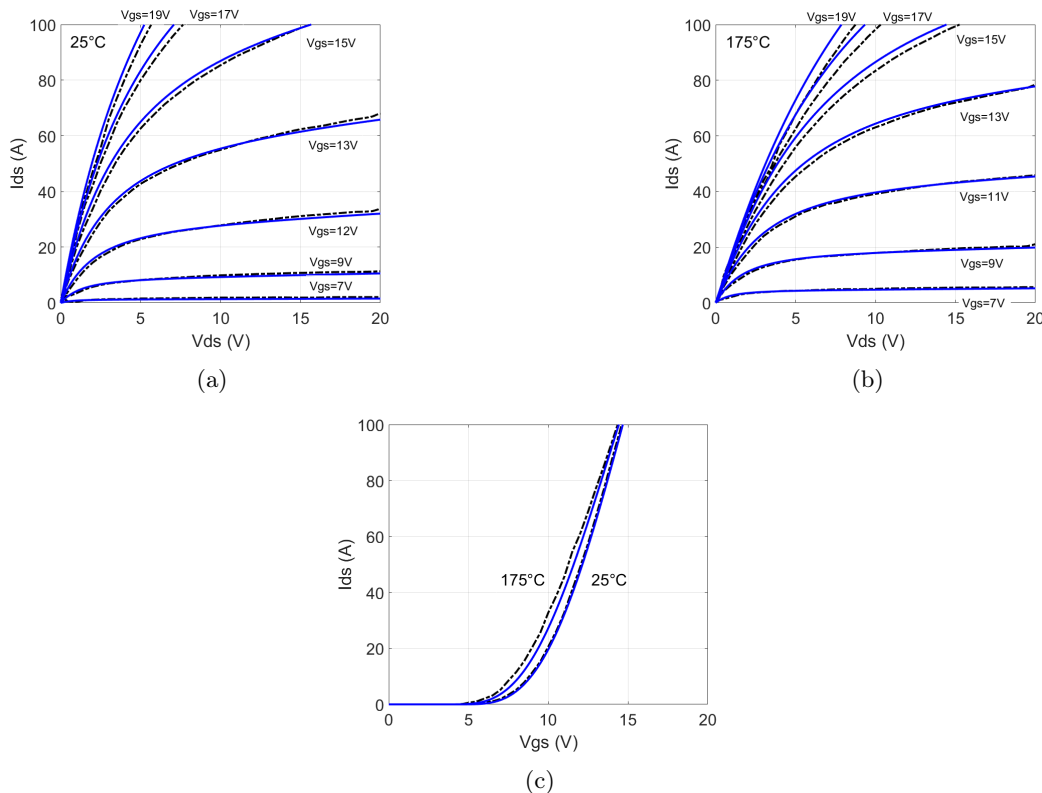 Vgs=19V Vgs=17V
25°C
Vgs=15V
Vgs=13V
Vgs=12V
Vgs=9V
Vgs=7V
100
80
60
40
20
0
Ids (A)
0 5 10 15 20
Vds (V)
(a)
Vgs=19V Vgs=17V
175°C
Vgs=15V
Vgs=13V
Vgs=11V
Vgs=9V
Vgs=7V
100
80
60
40
20
0
Ids (A)
0 5 10 15 20
Vds (V)
(b)
100
80
60
40
20
0
Ids (A)
175°C 25°C
0 5 10 15 20
Vgs (V)
(c)